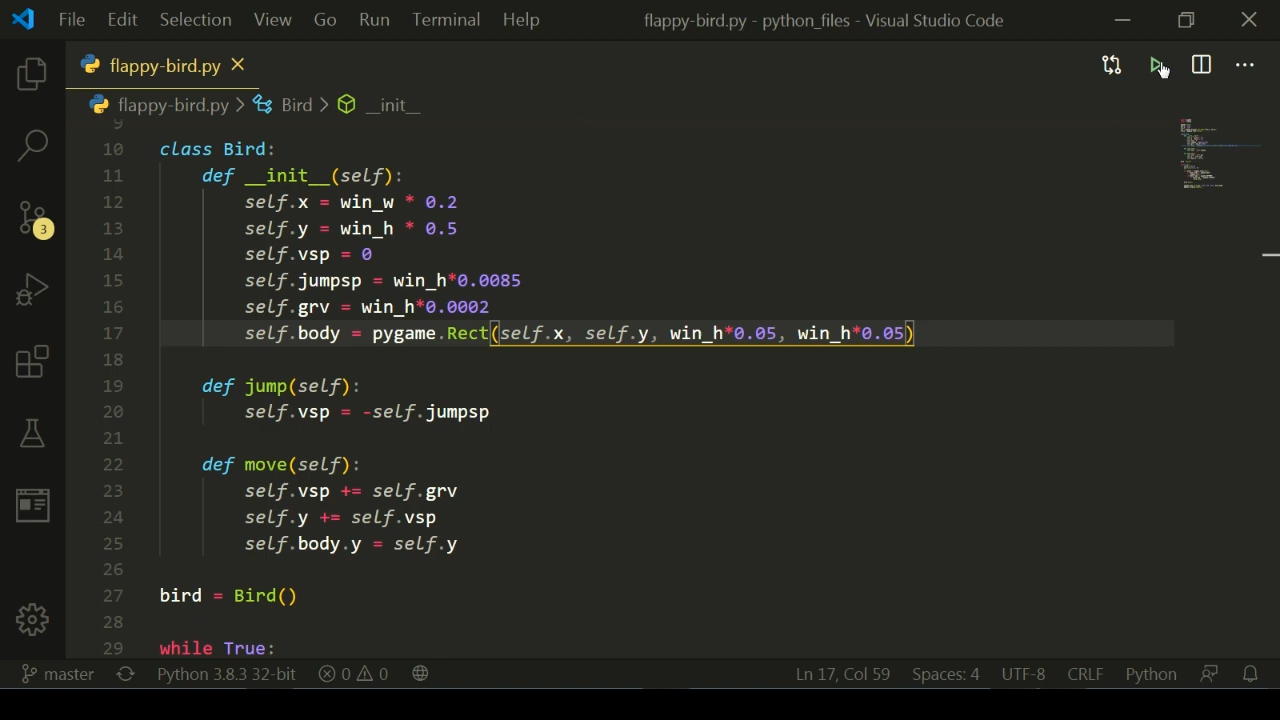 File Edit Selection View Go Run Terminal Help flappy-bird.py - python_files - Visual Studio Code
flappy-bird.py
flappy-bird.py > Bird > __init__
9
10 class Bird:
11 def __init__(self):
12 self.x = win_w * 0.2
13 self.y = win_h * 0.5
14 self.vsp = 0
15 self.jumpsp = win_h*0.0085
16 self.grv = win_h*0.0002
17 self.body = pygame.Rect(self.x, self.y, win_h*0.05, win_h*0.05)
18
19 def jump(self):
20 self.vsp = -self.jumpsp
21
22 def move(self):
23 self.vsp += self.grv
24 self.y += self.vsp
25 self.body.y = self.y
26
27 bird = Bird()
28
29 while True:
3
master Python 3.8.3 32-bit 0 0 Ln 17, Col 59 Spaces: 4 UTF-8 CRLF Python